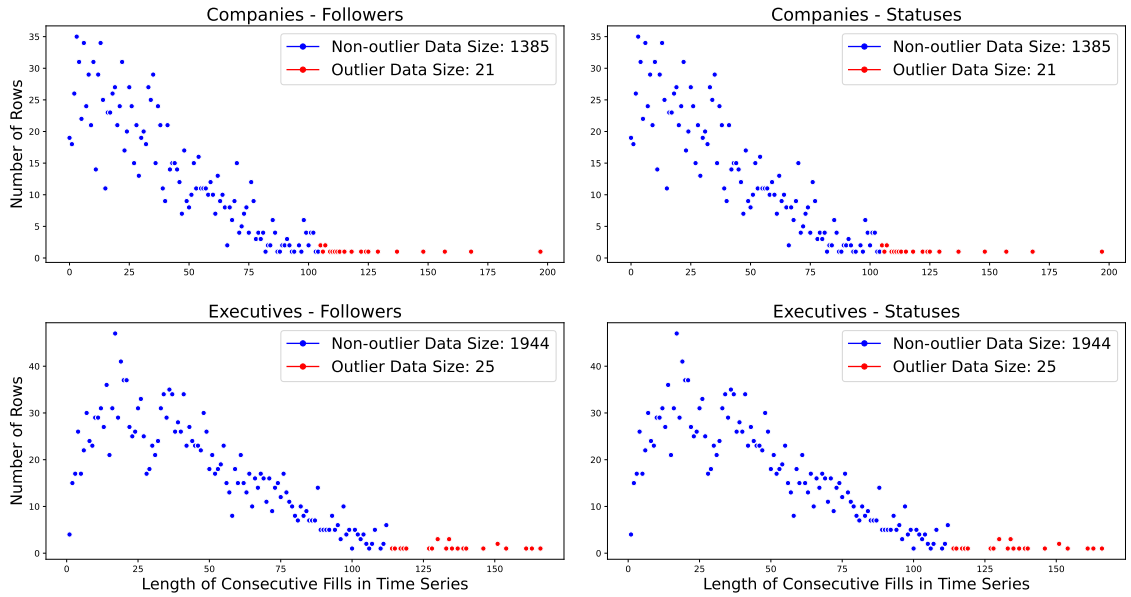 Companies - Followers
Non-outlier Data Size: 1385
Outlier Data Size: 21
Number of Rows
35
30
25
20
15
10
5
0
0 25 50 75 100 125 150 175 200
Companies - Statuses
Non-outlier Data Size: 1385
Outlier Data Size: 21
35
30
25
20
15
10
5
0
0 25 50 75 100 125 150 175 200
Executives - Followers
Non-outlier Data Size: 1944
Outlier Data Size: 25
Number of Rows
40
30
20
10
0
0 25 50 75 100 125 150
Length of Consecutive Fills in Time Series
Executives - Statuses
Non-outlier Data Size: 1944
Outlier Data Size: 25
40
30
20
10
0
0 25 50 75 100 125 150
Length of Consecutive Fills in Time Series